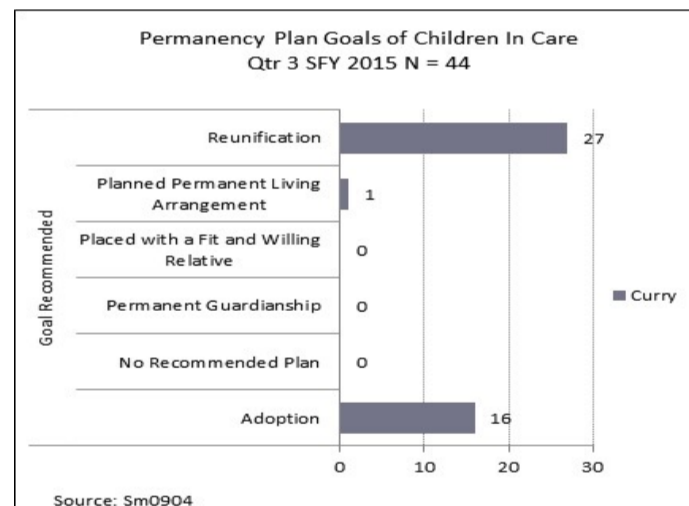 Permanency Plan Goals of Children In Care
Qtr 3 SFY 2015 N = 44
Goal Recommended
Reunification
27
Planned Permanent Living
Arrangement
1
Placed with a Fit and Willing
Relative
0
Permanent Guardianship
0
No Recommended Plan
0
Adoption
16
Curry
0 10 20 30
Source: Sm0904